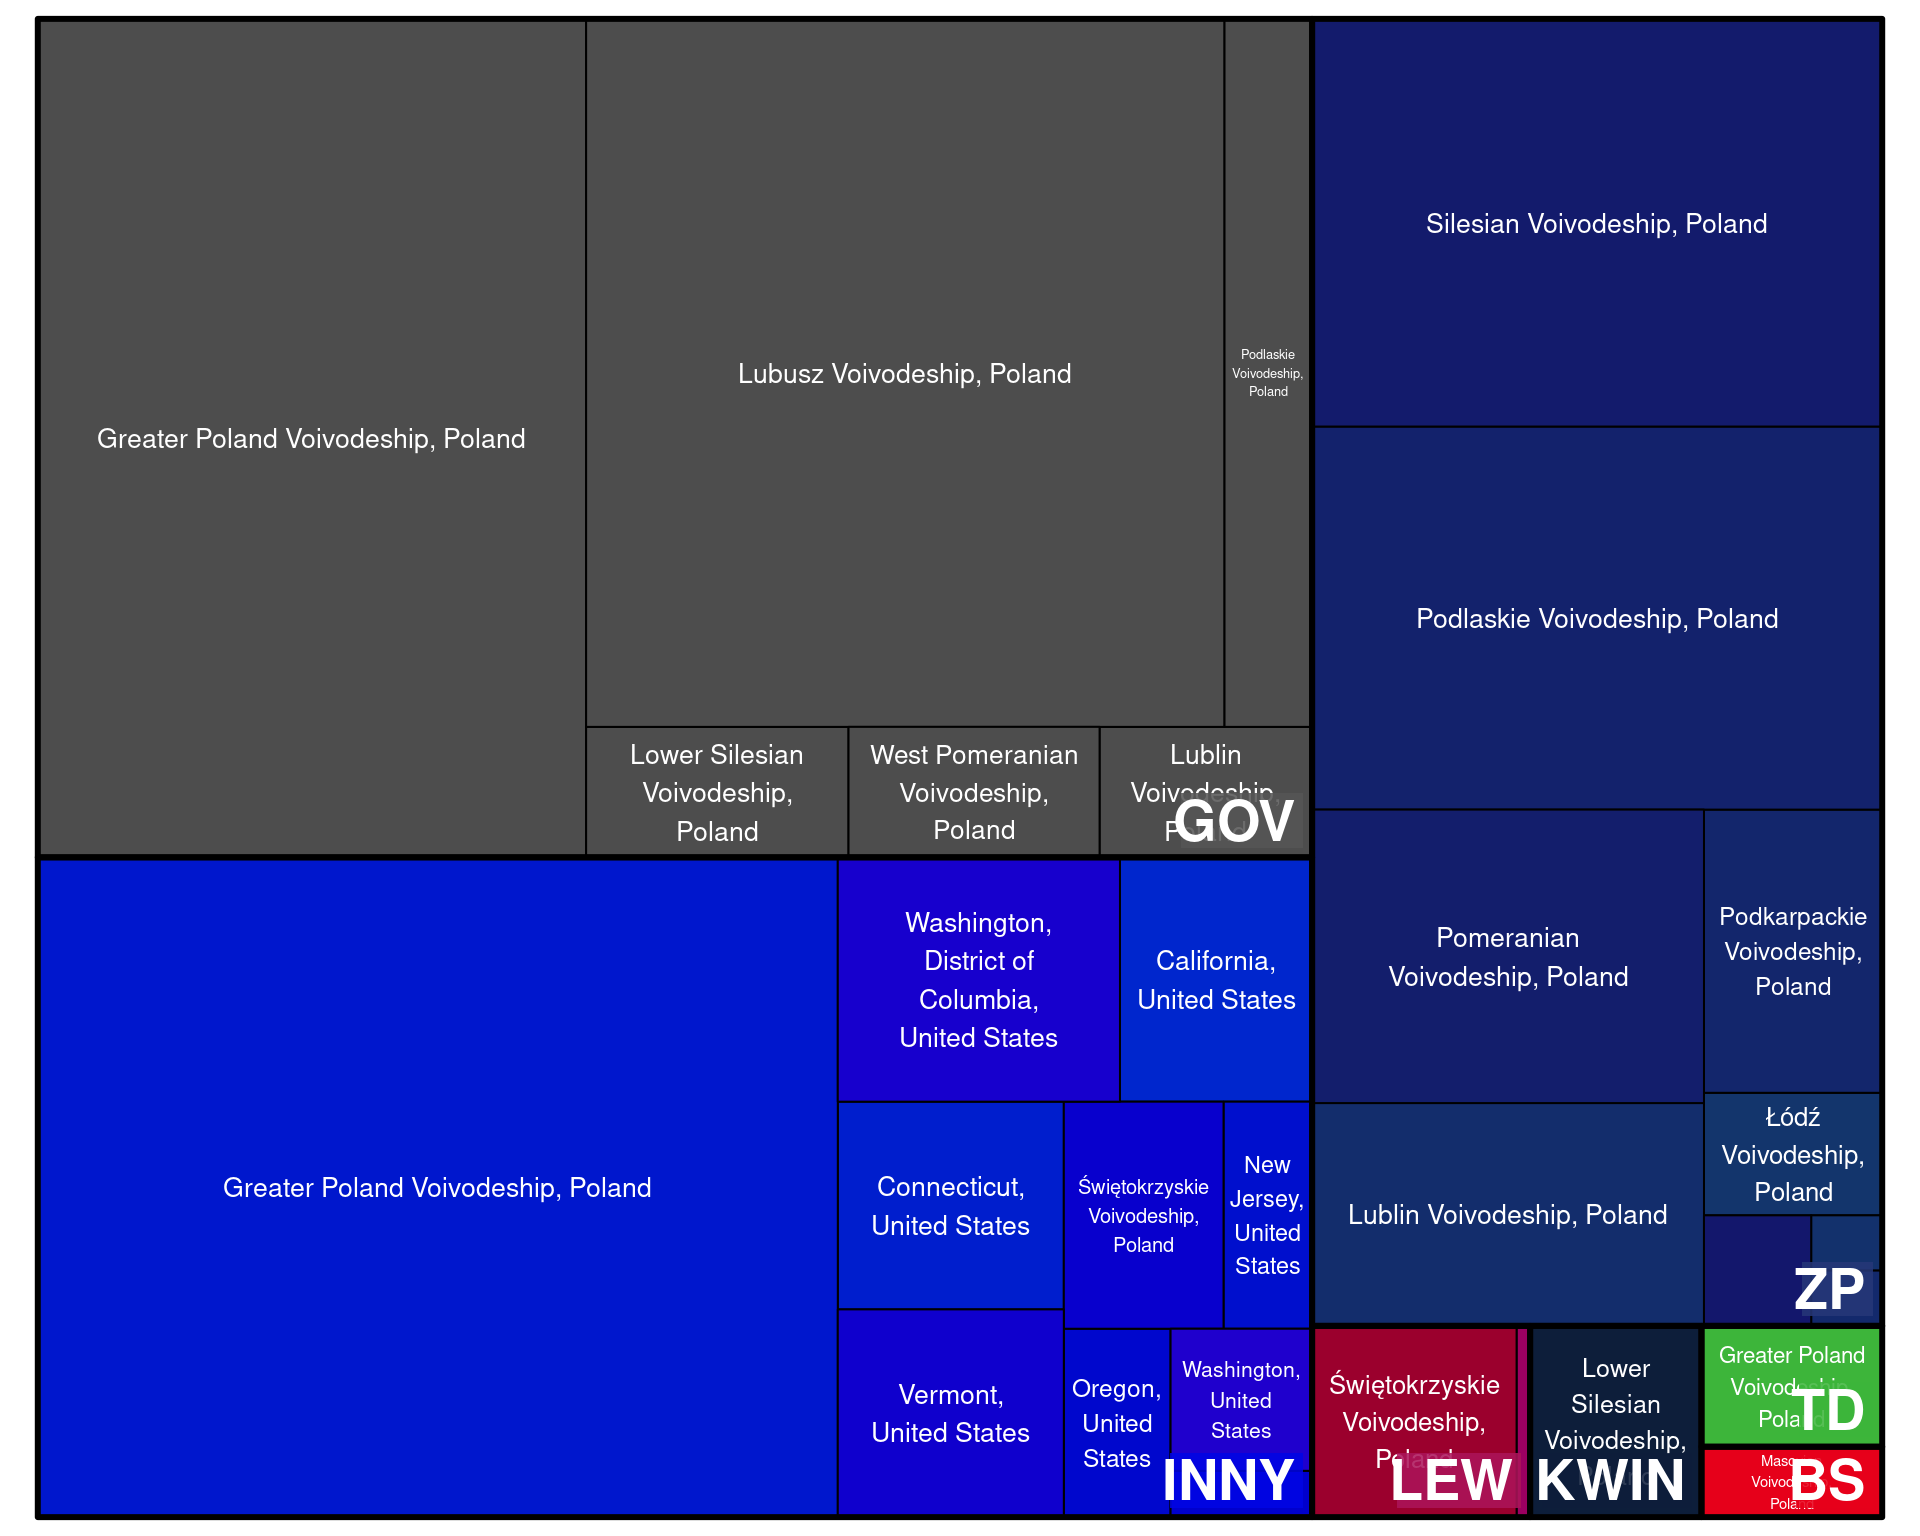 Greater Poland Voivodeship, Poland
Lubusz Voivodeship, Poland
Podlaskie
Voivodeship,
Poland
Lower Silesian
Voivodeship,
Poland
West Pomeranian
Voivodeship,
Poland
Lublin
Voivodeship,
GOV
Silesian Voivodeship, Poland
Podlaskie Voivodeship, Poland
Pomeranian
Voivodeship, Poland
Podkarpackie
Voivodeship,
Poland
Lublin Voivodeship, Poland
Łódź
Voivodeship,
Poland
ZP
Greater Poland Voivodeship, Poland
Washington,
District of
Columbia,
United States
California,
United States
Connecticut,
United States
Świętokrzyskie
Voivodeship,
Poland
New
Jersey,
United
States
Vermont,
United States
Oregon,
United
States
Washington,
United
States
INNY
Świętokrzyskie
Voivodeship,
Poland
LEW
Lower
Silesian
Voivodeship,
KWIN
Greater Poland
Voivodeship,
Poland
TD
BS